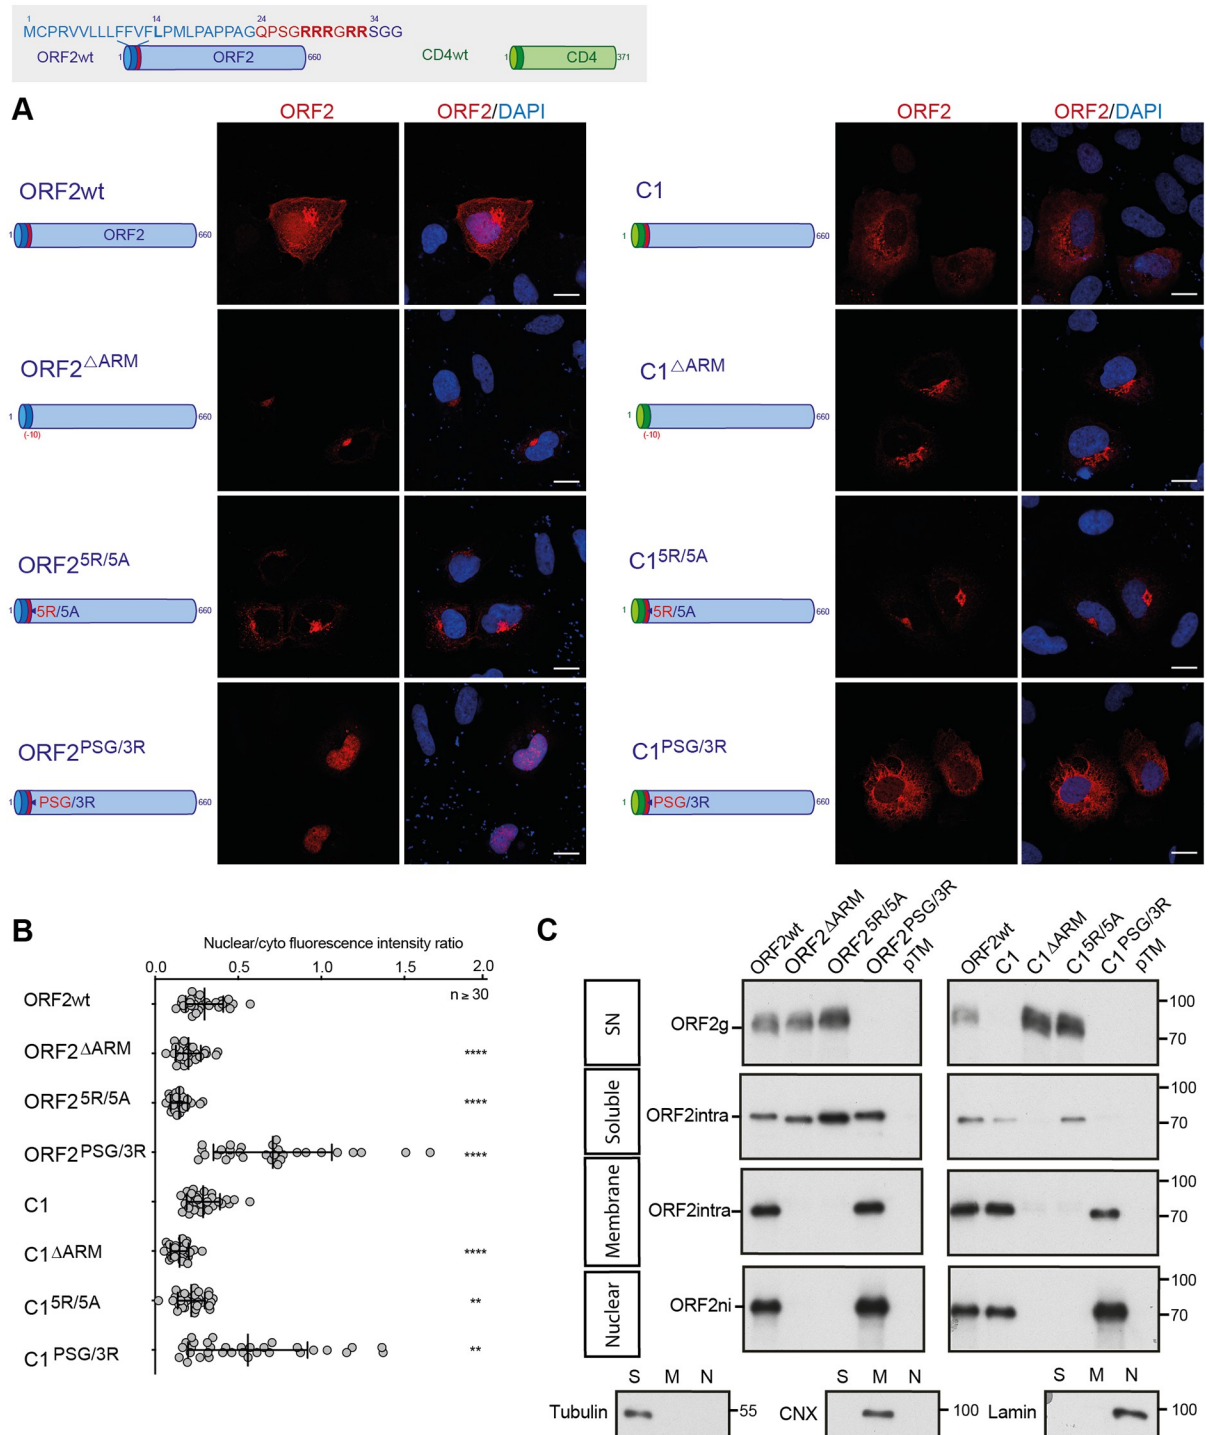 1 14 24 34
MCPRVVLLLFFVFLPMLPAPPAGQPSGRRRGRRSGG
ORF2wt 1 ORF2 660 CD4wt 1 CD4 371
A
ORF2 ORF2/DAPI ORF2 ORF2/DAPI
ORF2wt
1 ORF2 660
C1
1 660
ORF2△ARM
1 660
(-10)
C1△ARM
1 660
(-10)
ORF25R/5A
1 5R/5A 660
C15R/5A
1 5R/5A 660
ORF2PSG/3R
1 PSG/3R 660
C1PSG/3R
1 PSG/3R 660
B
Nuclear/cyto fluorescence intensity ratio
0.0 0.5 1.0 1.5 2.0
n ≥ 30
ORF2wt
ORF2ΔARM ****
ORF25R/5A ****
ORF2PSG/3R ****
C1
C1ΔARM ****
C15R/5A **
C1PSG/3R **
C
ORF2wt ORF2ΔARM ORF25R/5A ORF2PSG/3R pTM ORF2wt C1 C1ΔARM C15R/5A C1PSG/3R pTM
SN ORF2g 100
70
Soluble ORF2intra 100
70
Membrane ORF2intra 100
70
Nuclear ORF2ni 100
70
S M N S M N S M N
Tubulin 55 CNX 100 Lamin 100